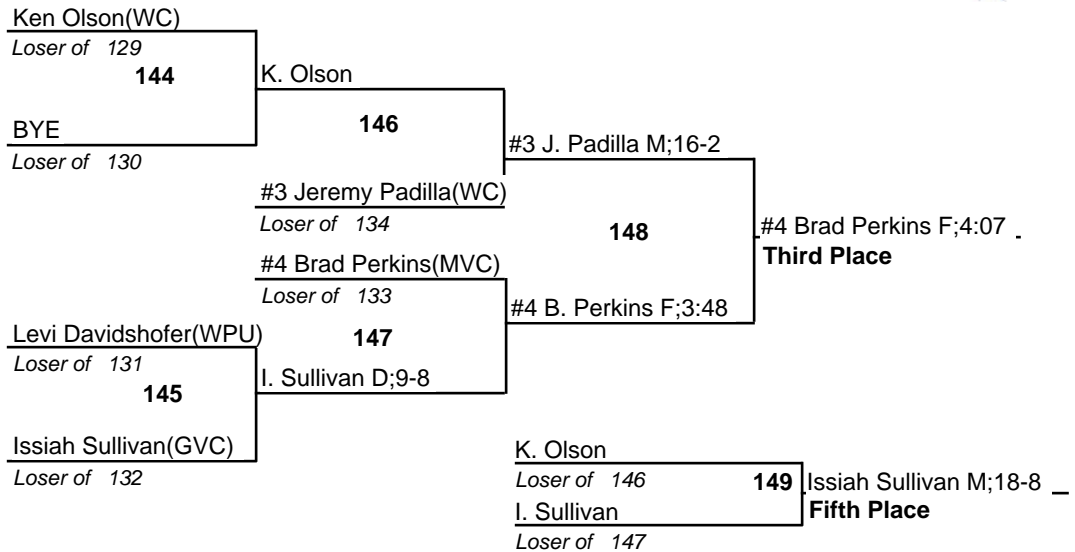 Ken Olson(WC)
Loser of 129
144
K. Olson
BYE
146
Loser of 130
#3 J. Padilla M;16-2
#3 Jeremy Padilla(WC)
Loser of 134
148
#4 Brad Perkins F;4:07
Third Place
#4 Brad Perkins(MVC)
Loser of 133
#4 B. Perkins F;3:48
Levi Davidshofer(WPU)
147
Loser of 131
I. Sullivan D;9-8
145
Issiah Sullivan(GVC)
Loser of 132
K. Olson
Loser of 146
149
Issiah Sullivan M;18-8
Fifth Place
I. Sullivan
Loser of 147